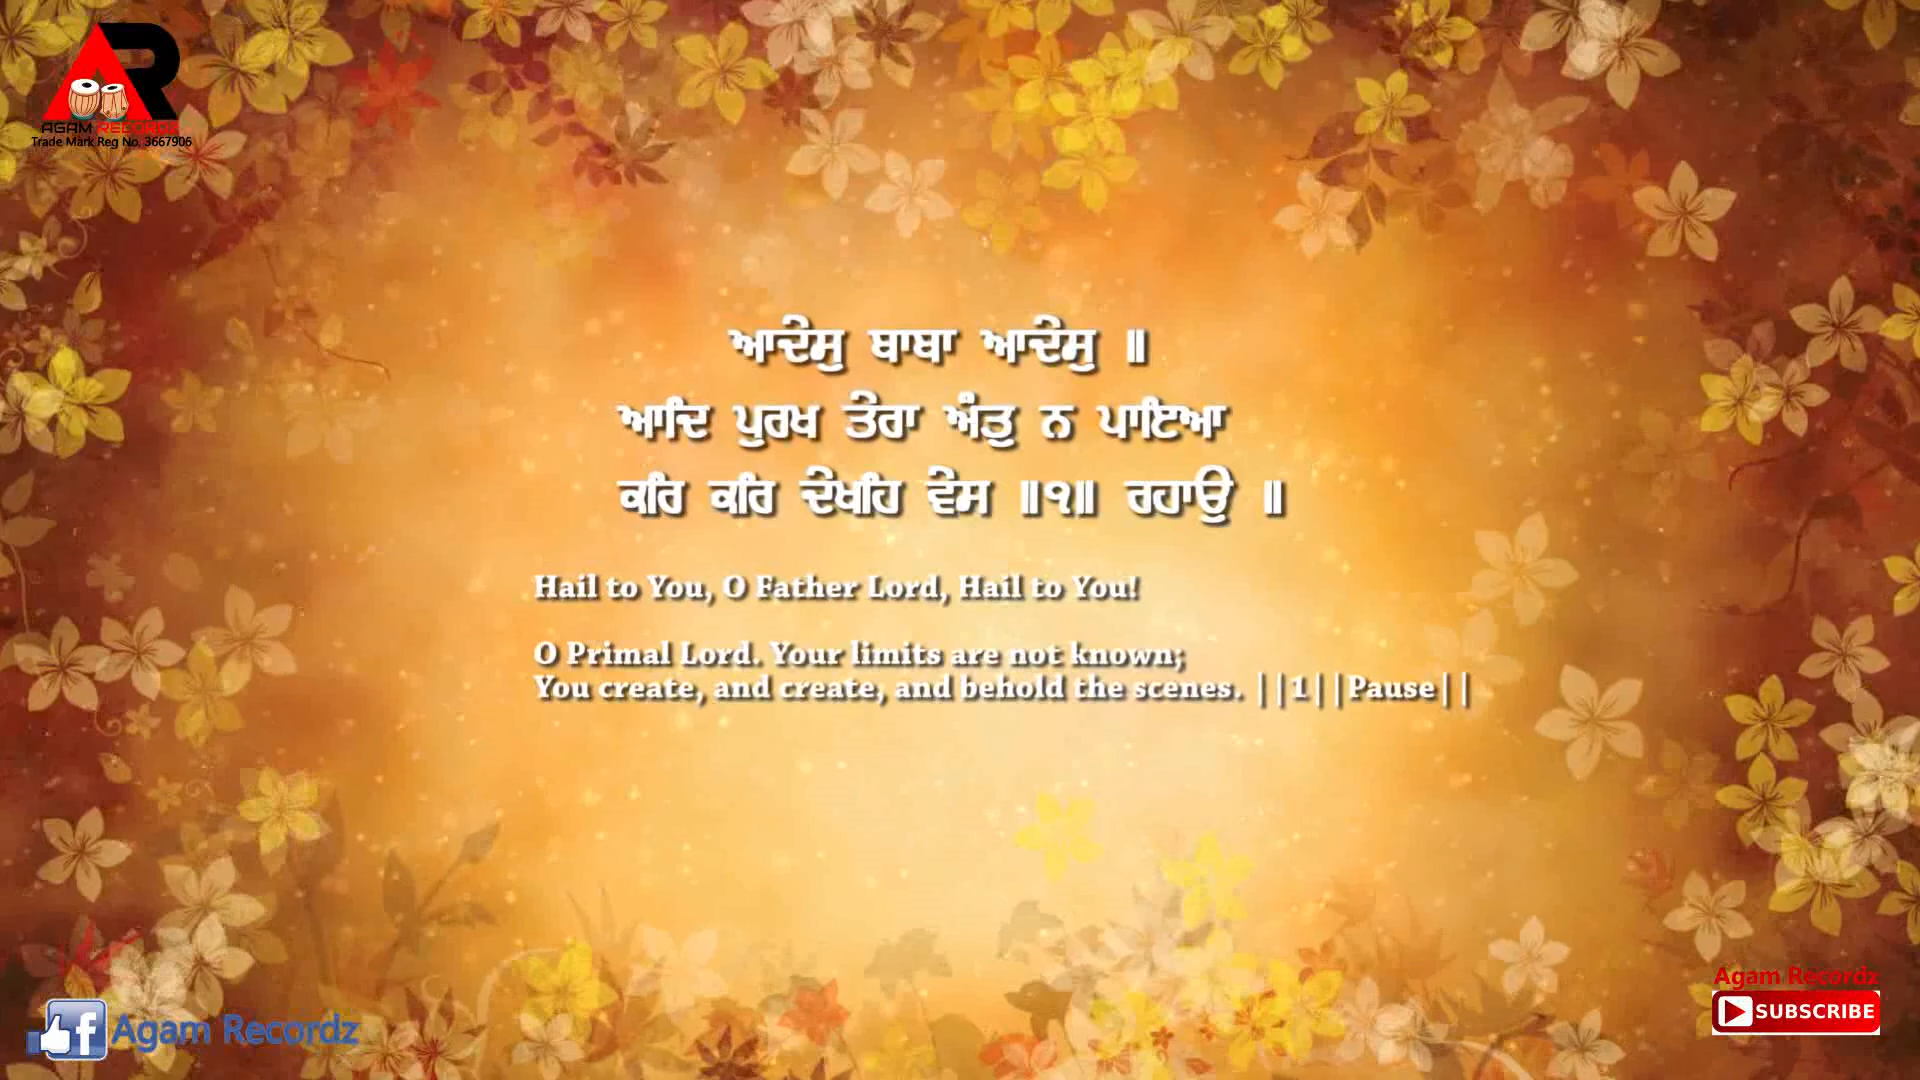 AGAM RECORDZ
Trade Mark Reg No. 3667906
ਆਦੇਸੁ ਬਾਬਾ ਆਦੇਸੁ ॥
ਆਦਿ ਪੁਰਖ ਤੇਰਾ ਅੰਤੁ ਨ ਪਾਇਆ
ਕਰਿ ਕਰਿ ਦੇਖਹਿ ਵੇਸ ॥੧॥ ਰਹਾਉ ॥
Hail to You, O Father Lord, Hail to You!
O Primal Lord. Your limits are not known;
You create, and create, and behold the scenes. ||1||Pause||
Agam Recordz
SUBSCRIBE
f Agam Recordz